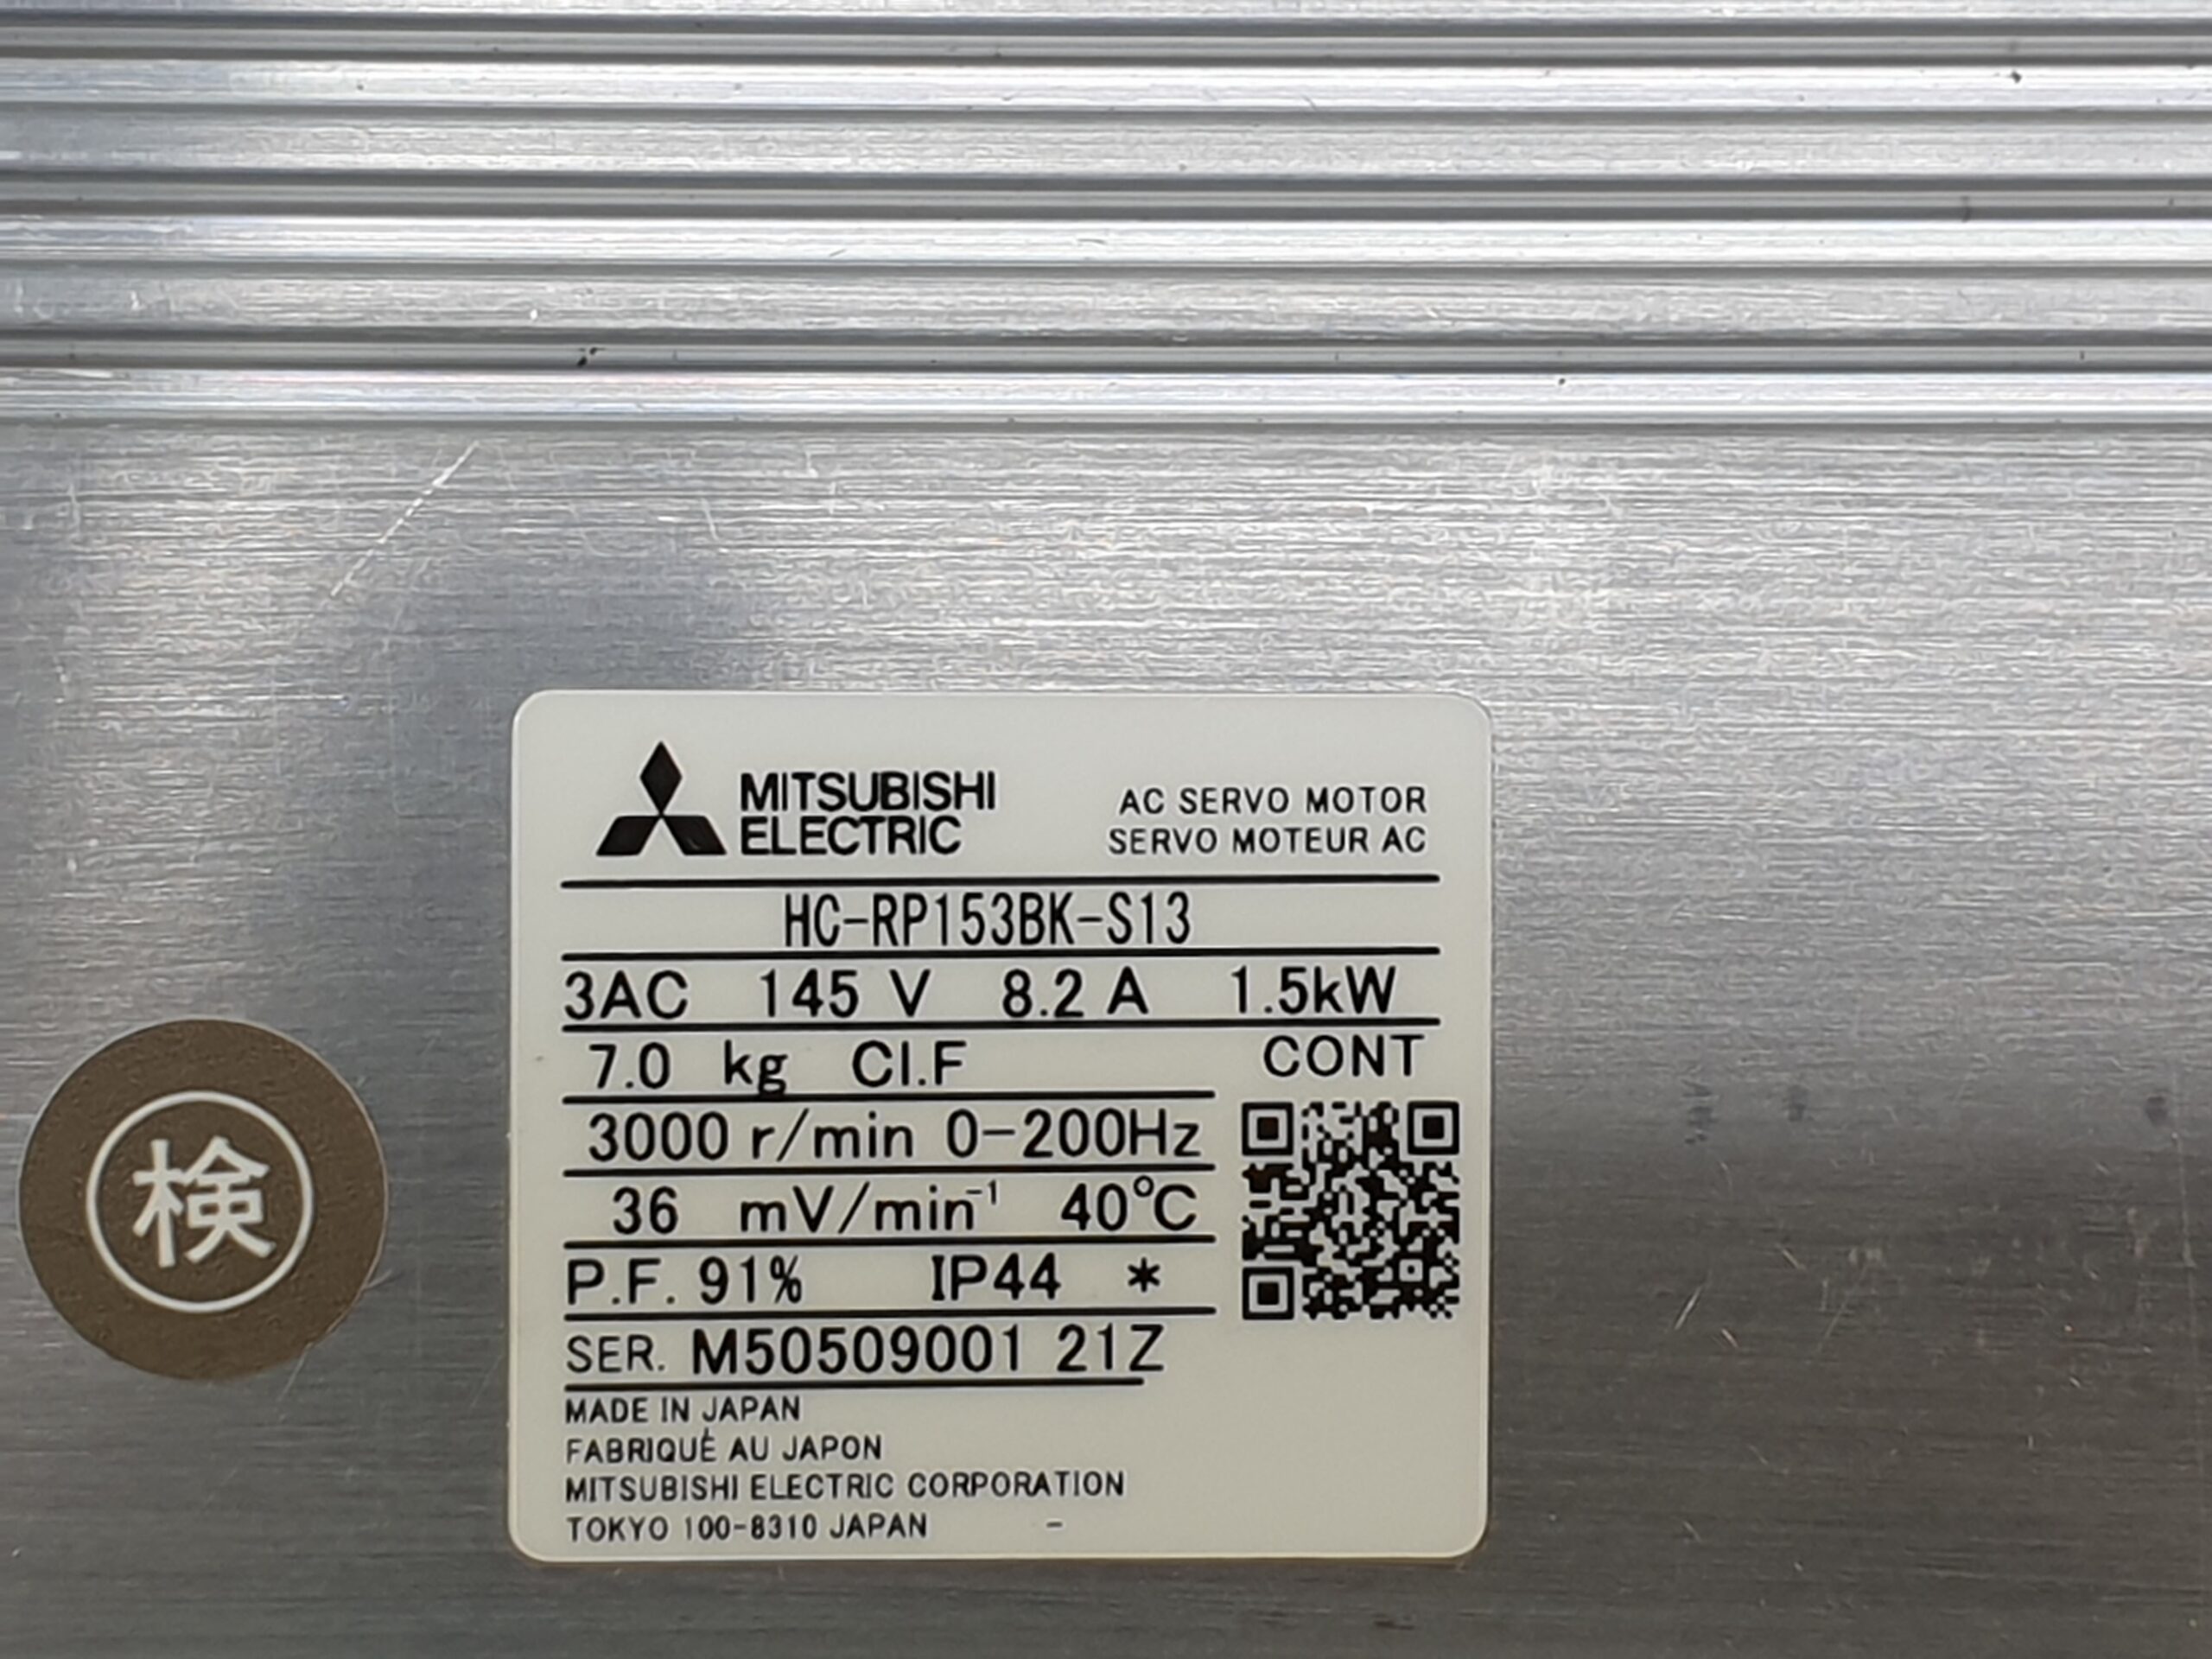 MITSUBISHI
ELECTRIC
AC SERVO MOTOR
SERVO MOTEUR AC
HC-RP153BK-S13
3AC 145 V 8.2 A 1.5kW
7.0 kg CI.F CONT
3000 r/min 0-200Hz
36 mV/min⁻¹ 40℃
P.F. 91% IP44 *
SER. M50509001 21Z
MADE IN JAPAN
FABRIQUÉ AU JAPON
MITSUBISHI ELECTRIC CORPORATION
TOKYO 100-8310 JAPAN -
検